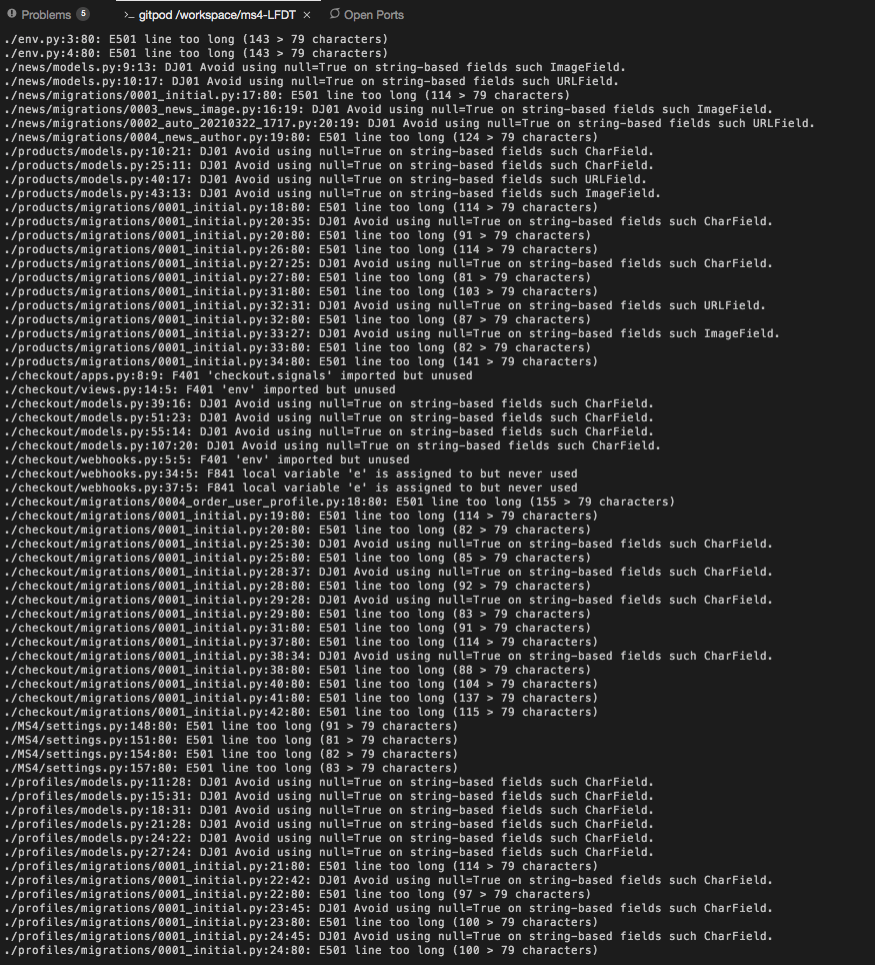 Problems 5 >_ gitpod /workspace/ms4-LFDT × Open Ports
./env.py:3:80: E501 line too long (143 > 79 characters)
./env.py:4:80: E501 line too long (143 > 79 characters)
./news/models.py:9:13: DJ01 Avoid using null=True on string-based fields such ImageField.
./news/models.py:10:17: DJ01 Avoid using null=True on string-based fields such URLField.
./news/migrations/0001_initial.py:17:80: E501 line too long (114 > 79 characters)
./news/migrations/0003_news_image.py:16:19: DJ01 Avoid using null=True on string-based fields such ImageField.
./news/migrations/0002_auto_20210322_1717.py:20:19: DJ01 Avoid using null=True on string-based fields such URLField.
./news/migrations/0004_news_author.py:19:80: E501 line too long (124 > 79 characters)
./products/models.py:10:21: DJ01 Avoid using null=True on string-based fields such CharField.
./products/models.py:25:11: DJ01 Avoid using null=True on string-based fields such CharField.
./products/models.py:40:17: DJ01 Avoid using null=True on string-based fields such URLField.
./products/models.py:43:13: DJ01 Avoid using null=True on string-based fields such ImageField.
./products/migrations/0001_initial.py:18:80: E501 line too long (114 > 79 characters)
./products/migrations/0001_initial.py:20:35: DJ01 Avoid using null=True on string-based fields such CharField.
./products/migrations/0001_initial.py:20:80: E501 line too long (91 > 79 characters)
./products/migrations/0001_initial.py:26:80: E501 line too long (114 > 79 characters)
./products/migrations/0001_initial.py:27:25: DJ01 Avoid using null=True on string-based fields such CharField.
./products/migrations/0001_initial.py:27:80: E501 line too long (81 > 79 characters)
./products/migrations/0001_initial.py:31:80: E501 line too long (103 > 79 characters)
./products/migrations/0001_initial.py:32:31: DJ01 Avoid using null=True on string-based fields such URLField.
./products/migrations/0001_initial.py:32:80: E501 line too long (87 > 79 characters)
./products/migrations/0001_initial.py:33:27: DJ01 Avoid using null=True on string-based fields such ImageField.
./products/migrations/0001_initial.py:33:80: E501 line too long (82 > 79 characters)
./products/migrations/0001_initial.py:34:80: E501 line too long (141 > 79 characters)
./checkout/apps.py:8:9: F401 'checkout.signals' imported but unused
./checkout/views.py:14:5: F401 'env' imported but unused
./checkout/models.py:39:16: DJ01 Avoid using null=True on string-based fields such CharField.
./checkout/models.py:51:23: DJ01 Avoid using null=True on string-based fields such CharField.
./checkout/models.py:55:14: DJ01 Avoid using null=True on string-based fields such CharField.
./checkout/models.py:107:20: DJ01 Avoid using null=True on string-based fields such CharField.
./checkout/webhooks.py:5:5: F401 'env' imported but unused
./checkout/webhooks.py:34:5: F841 local variable 'e' is assigned to but never used
./checkout/webhooks.py:37:5: F841 local variable 'e' is assigned to but never used
./checkout/migrations/0004_order_user_profile.py:18:80: E501 line too long (155 > 79 characters)
./checkout/migrations/0001_initial.py:19:80: E501 line too long (114 > 79 characters)
./checkout/migrations/0001_initial.py:20:80: E501 line too long (82 > 79 characters)
./checkout/migrations/0001_initial.py:25:30: DJ01 Avoid using null=True on string-based fields such CharField.
./checkout/migrations/0001_initial.py:25:80: E501 line too long (85 > 79 characters)
./checkout/migrations/0001_initial.py:28:37: DJ01 Avoid using null=True on string-based fields such CharField.
./checkout/migrations/0001_initial.py:28:80: E501 line too long (92 > 79 characters)
./checkout/migrations/0001_initial.py:29:28: DJ01 Avoid using null=True on string-based fields such CharField.
./checkout/migrations/0001_initial.py:29:80: E501 line too long (83 > 79 characters)
./checkout/migrations/0001_initial.py:31:80: E501 line too long (91 > 79 characters)
./checkout/migrations/0001_initial.py:37:80: E501 line too long (114 > 79 characters)
./checkout/migrations/0001_initial.py:38:34: DJ01 Avoid using null=True on string-based fields such CharField.
./checkout/migrations/0001_initial.py:38:80: E501 line too long (88 > 79 characters)
./checkout/migrations/0001_initial.py:40:80: E501 line too long (104 > 79 characters)
./checkout/migrations/0001_initial.py:41:80: E501 line too long (137 > 79 characters)
./checkout/migrations/0001_initial.py:42:80: E501 line too long (115 > 79 characters)
./MS4/settings.py:148:80: E501 line too long (91 > 79 characters)
./MS4/settings.py:151:80: E501 line too long (81 > 79 characters)
./MS4/settings.py:154:80: E501 line too long (82 > 79 characters)
./MS4/settings.py:157:80: E501 line too long (83 > 79 characters)
./profiles/models.py:11:28: DJ01 Avoid using null=True on string-based fields such CharField.
./profiles/models.py:15:31: DJ01 Avoid using null=True on string-based fields such CharField.
./profiles/models.py:18:31: DJ01 Avoid using null=True on string-based fields such CharField.
./profiles/models.py:21:28: DJ01 Avoid using null=True on string-based fields such CharField.
./profiles/models.py:24:22: DJ01 Avoid using null=True on string-based fields such CharField.
./profiles/models.py:27:24: DJ01 Avoid using null=True on string-based fields such CharField.
./profiles/migrations/0001_initial.py:21:80: E501 line too long (114 > 79 characters)
./profiles/migrations/0001_initial.py:22:42: DJ01 Avoid using null=True on string-based fields such CharField.
./profiles/migrations/0001_initial.py:22:80: E501 line too long (97 > 79 characters)
./profiles/migrations/0001_initial.py:23:45: DJ01 Avoid using null=True on string-based fields such CharField.
./profiles/migrations/0001_initial.py:23:80: E501 line too long (100 > 79 characters)
./profiles/migrations/0001_initial.py:24:45: DJ01 Avoid using null=True on string-based fields such CharField.
./profiles/migrations/0001_initial.py:24:80: E501 line too long (100 > 79 characters)